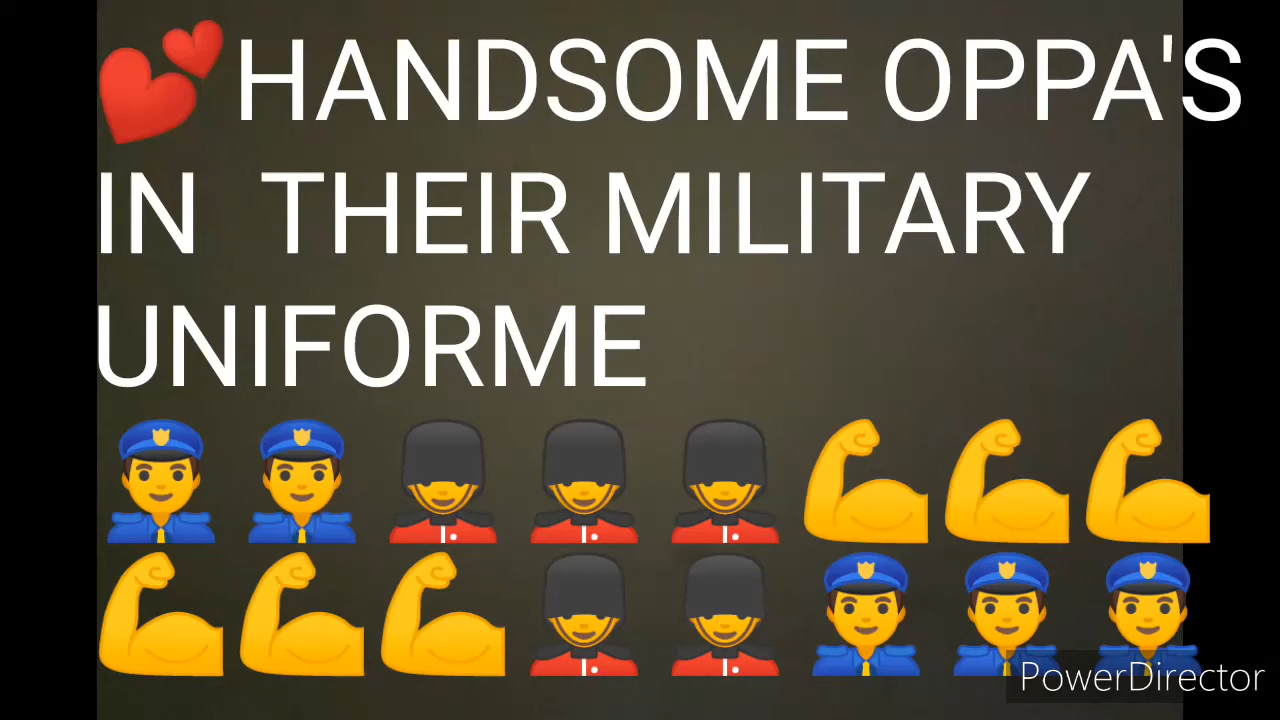 💕HANDSOME OPPA'S
IN THEIR MILITARY
UNIFORME
👮‍♂️👮‍♂️💂💂💂💪💪💪
💪💪💪💂💂👮‍♂️👮‍♂️👮‍♂️
PowerDirector